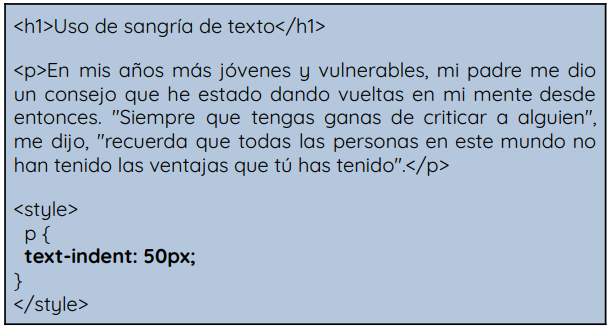 <h1>Uso de sangría de texto</h1>
<p>En mis años más jóvenes y vulnerables, mi padre me dio
un consejo que he estado dando vueltas en mi mente desde
entonces. "Siempre que tengas ganas de criticar a alguien",
me dijo, "recuerda que todas las personas en este mundo no
han tenido las ventajas que tú has tenido".</p>
<style>
p {
text-indent: 50px;
}
</style>